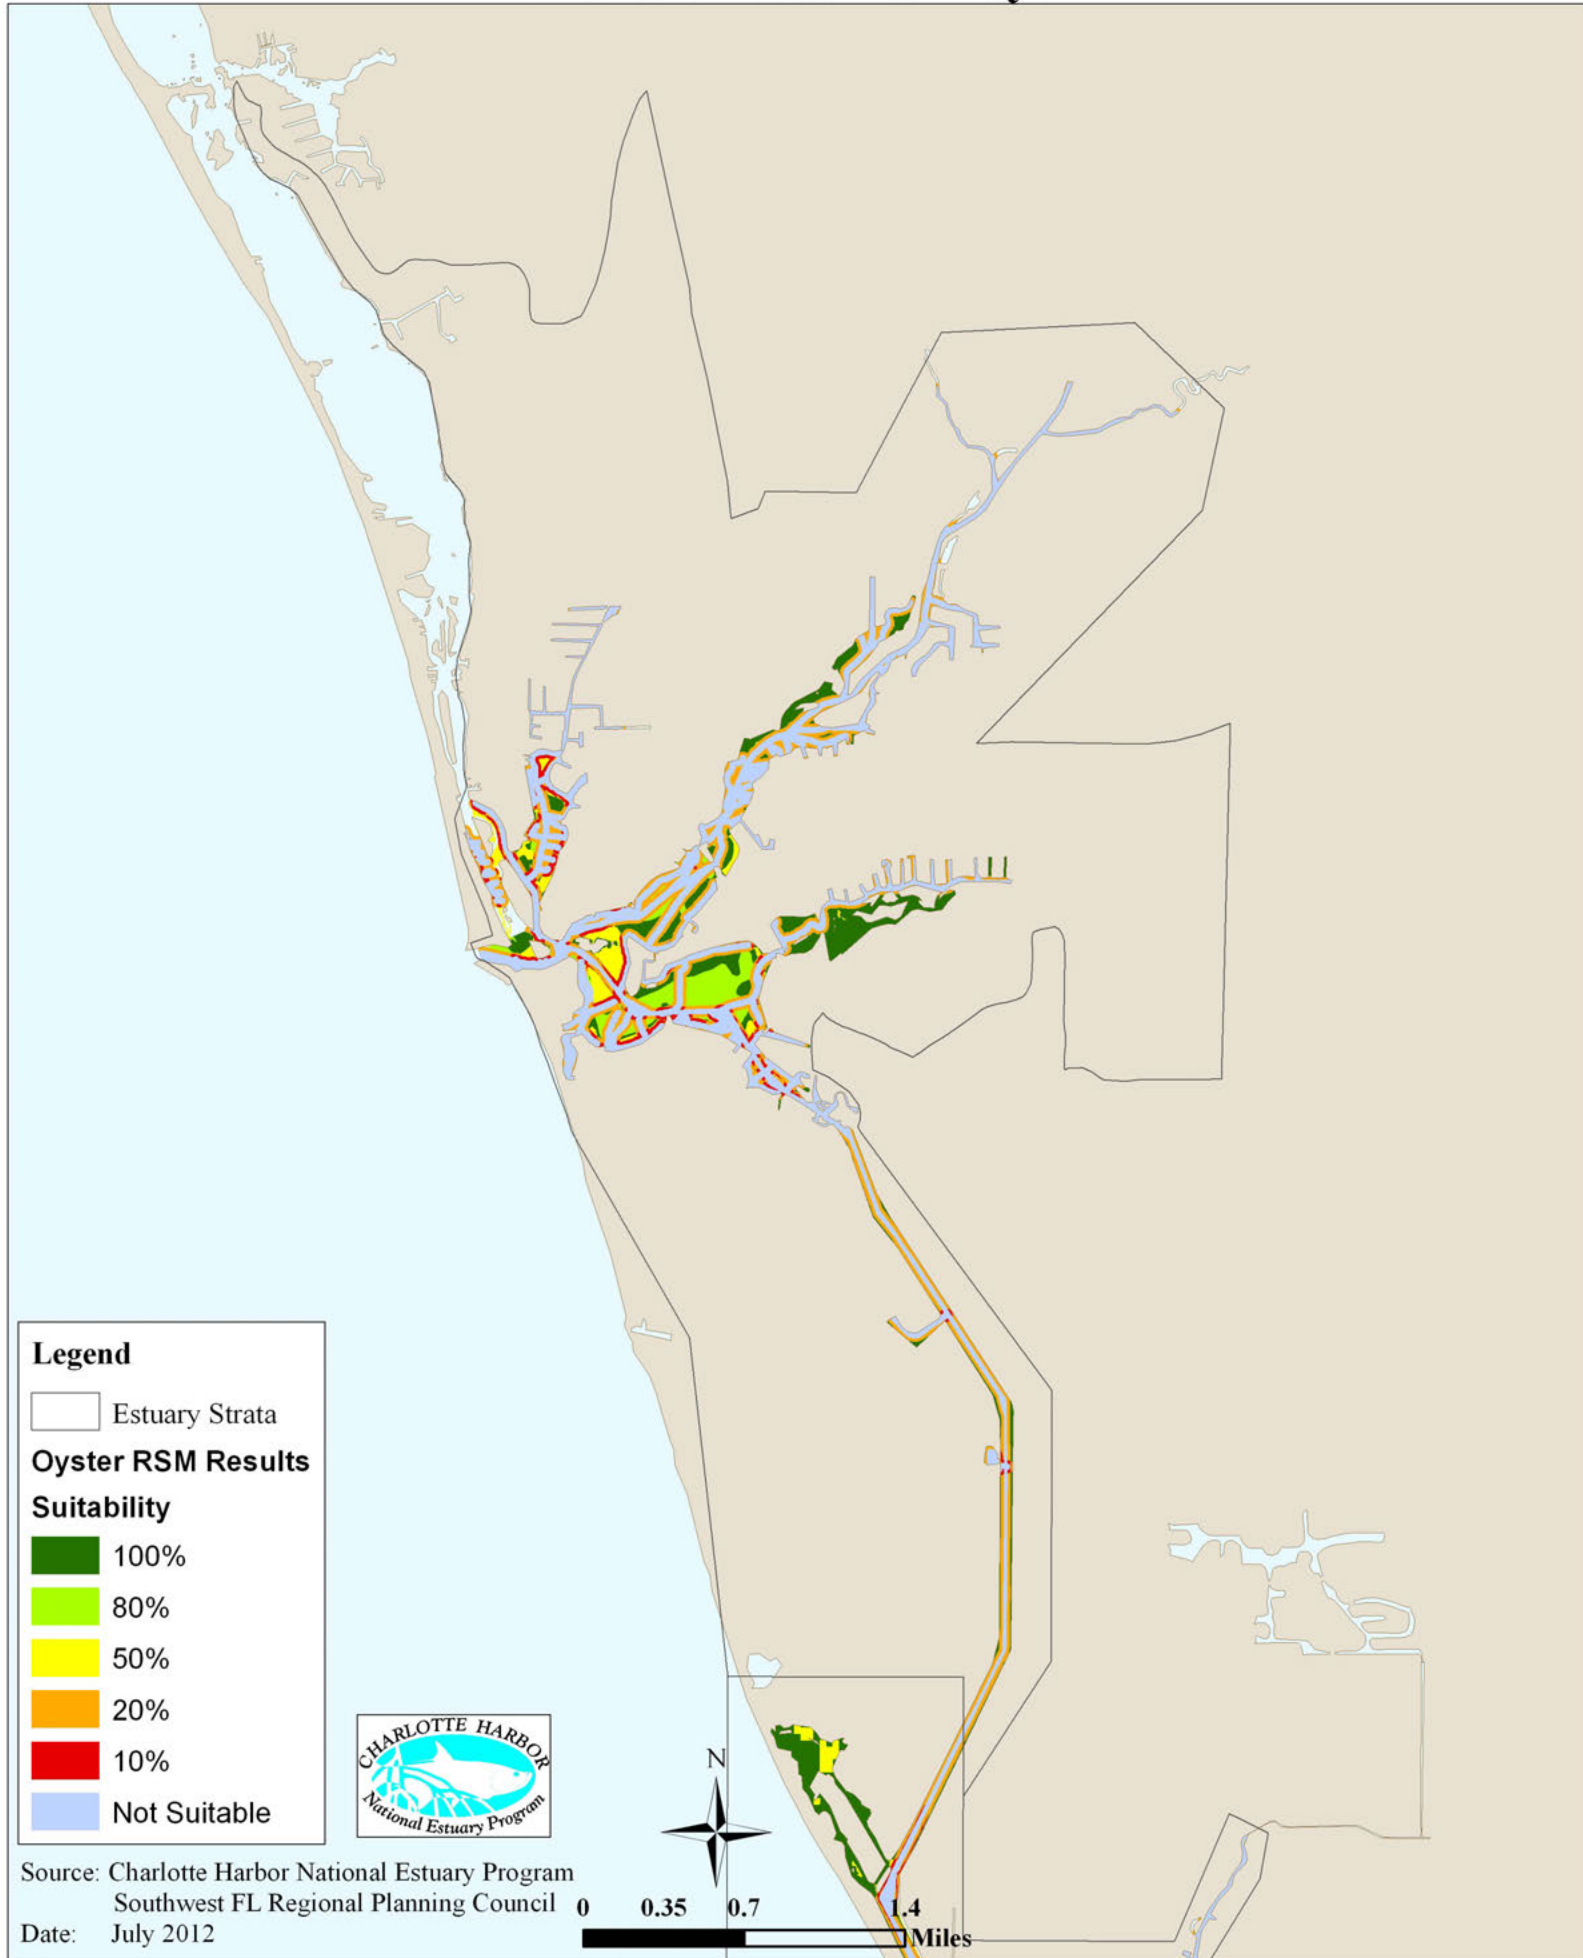 Legend
Estuary Strata
Oyster RSM Results
Suitability
100%
80%
50%
20%
10%
Not Suitable
CHARLOTTE HARBOR
National Estuary Program
N
Source: Charlotte Harbor National Estuary Program
Southwest FL Regional Planning Council
Date: July 2012
0 0.35 0.7 1.4
Miles